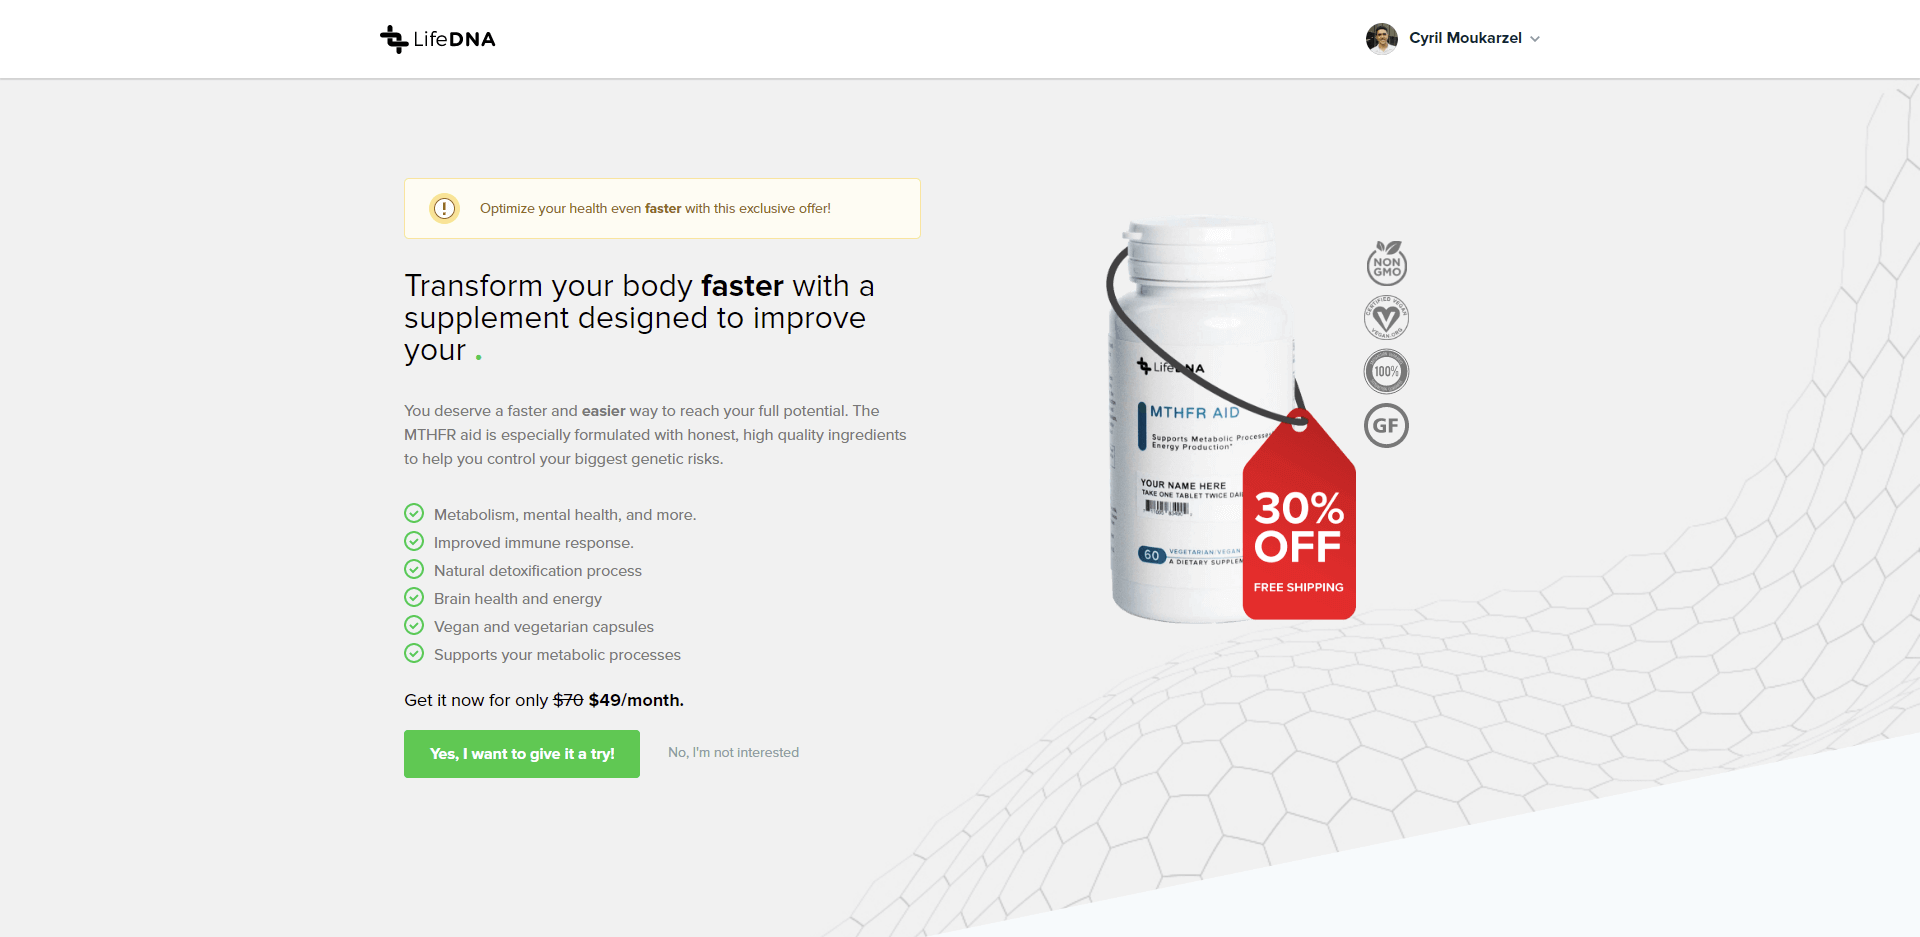 LifeDNA
Cyril Moukarzel
Optimize your health even faster with this exclusive offer!
Transform your body faster with a
supplement designed to improve
your .
You deserve a faster and easier way to reach your full potential. The
MTHFR aid is especially formulated with honest, high quality ingredients
to help you control your biggest genetic risks.
Metabolism, mental health, and more.
Improved immune response.
Natural detoxification process
Brain health and energy
Vegan and vegetarian capsules
Supports your metabolic processes
Get it now for only $70 $49/month.
Yes, I want to give it a try!
No, I'm not interested
LifeDNA
MTHFR AID
Supports Metabolic Processes
Energy Production*
YOUR NAME HERE
TAKE ONE TABLET TWICE DAI
60
VEGETARIAN/VEGAN
A DIETARY SUPPLEM
30%
OFF
FREE SHIPPING
NON
GMO
CERTIFIED VEGAN
VEGAN.ORG
100%
GF